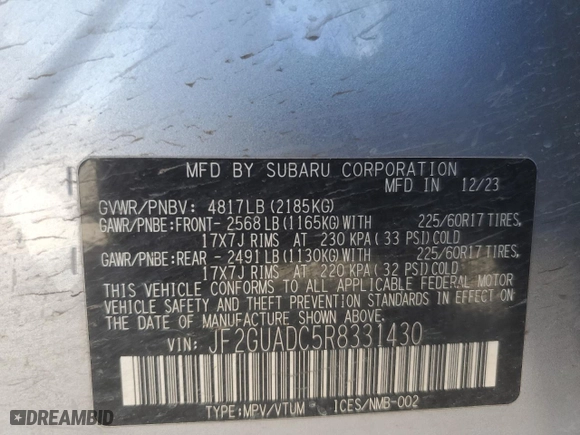 MFD BY SUBARU CORPORATION
MFD IN 12/23
GVWR/PNBV: 4817LB (2185KG)
GAWR/PNBE:FRONT- 2568LB (1165KG)WITH 225/60R17 TIRES,
17X7J RIMS AT 230 KPA (33 PSI)COLD
GAWR/PNBE:REAR - 2491LB (1130KG)WITH 225/60R17 TIRES,
17X7J RIMS AT 220 KPA (32 PSI)COLD
THIS VEHICLE CONFORMS TO ALL APPLICABLE FEDERAL MOTOR
VEHICLE SAFETY AND THEFT PREVENTION STANDARDS IN EFFECT ON
THE DATE OF MANUFACTURE SHOWN ABOVE.
VIN: JF2GUADC5R8331430
TYPE:MPV/VTUM ICES/NMB-002
DREAMBID